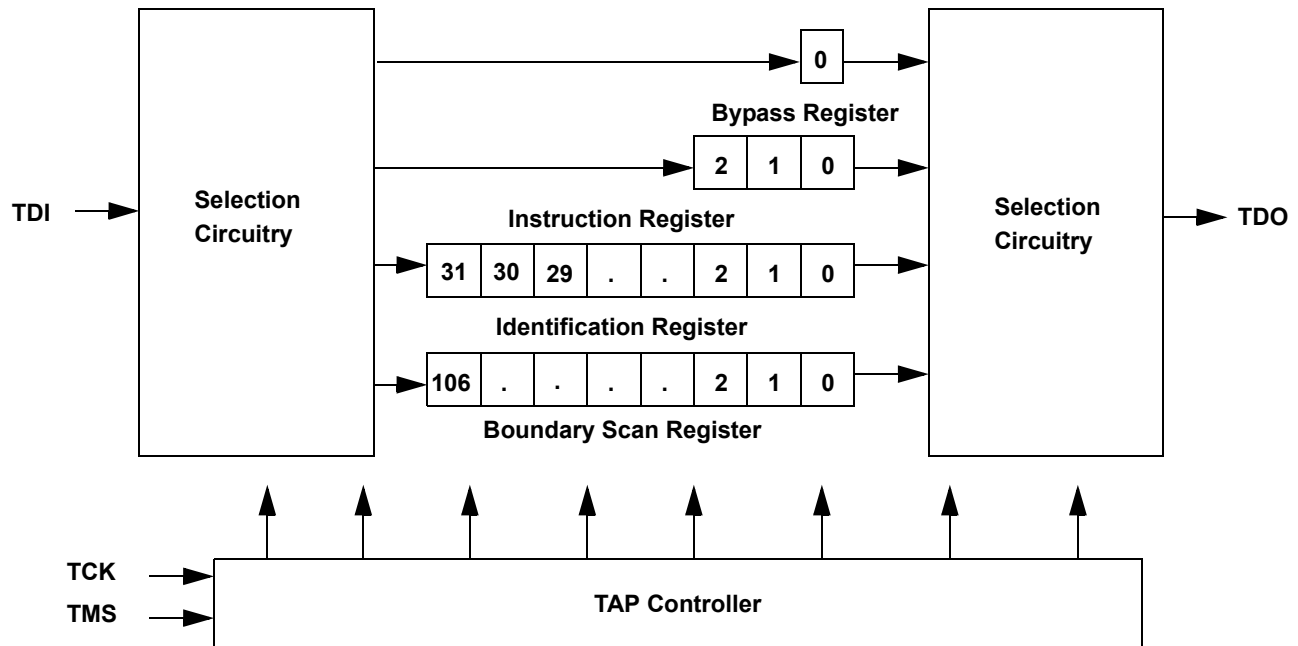 0
Bypass Register
2 1 0
Selection
Circuitry
TDI
Instruction Register
31 30 29 . . 2 1 0
Identification Register
106 . . . . 2 1 0
Boundary Scan Register
Selection
Circuitry
TDO
TCK
TMS
TAP Controller